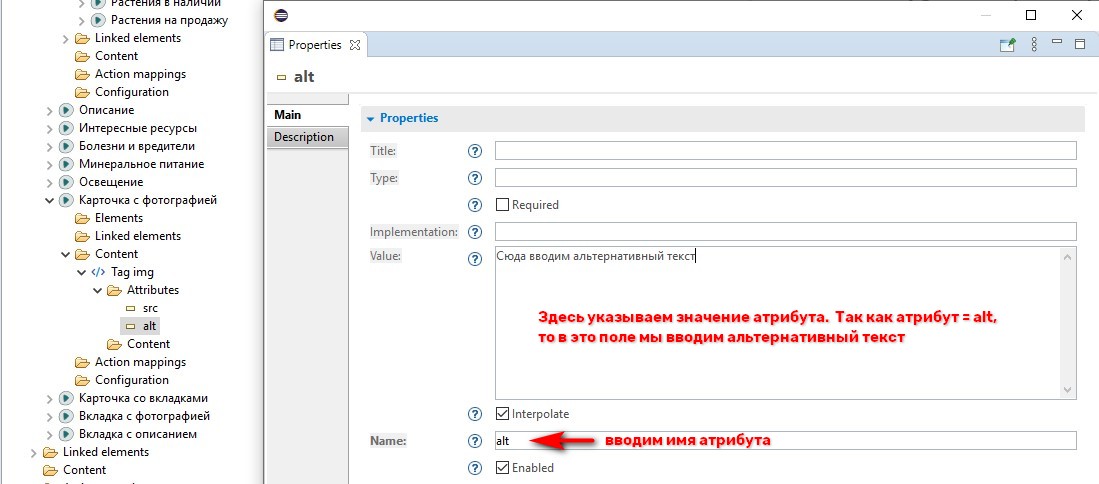 Растения в наличии
Растения на продажу
Linked elements
Content
Action mappings
Configuration
Описание
Интересные ресурсы
Болезни и вредители
Минеральное питание
Освещение
Карточка с фотографией
Elements
Linked elements
Content
Tag img
Attributes
src
alt
Content
Action mappings
Configuration
Карточка со вкладками
Вкладка с фотографией
Вкладка с описанием
Linked elements
Content
Properties
alt
Main
Description
Properties
Title:
Type:
Required
Implementation:
Value:
Сюда вводим альтернативный текст
Здесь указываем значение атрибута. Так как атрибут = alt,
то в это поле мы вводим альтернативный текст
Interpolate
Name:
alt
вводим имя атрибута
Enabled